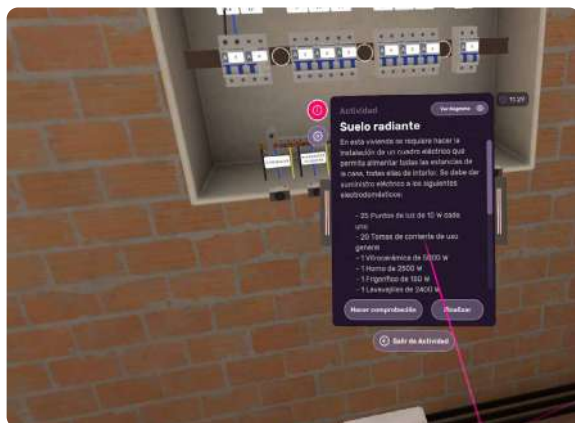 Actividad
Ver diagrama
11:29
Suelo radiante
En esta vivienda se requiere hacer la
instalación de un cuadro eléctrico que
permita alimentar todas las estancias de
la casa, todas ellas de interior. Se debe dar
suministro eléctrico a los siguientes
electrodomésticos:
- 25 Puntos de luz de 10 W cada
uno
- 20 Tomas de corriente de uso
general
- 1 Vitrocerámica de 5000 W
- 1 Horno de 2500 W
- 1 Frigorífico de 150 W
- 1 Lavavajillas de 2400 W
Hacer comprobación
Finalizar
Salir de Actividad